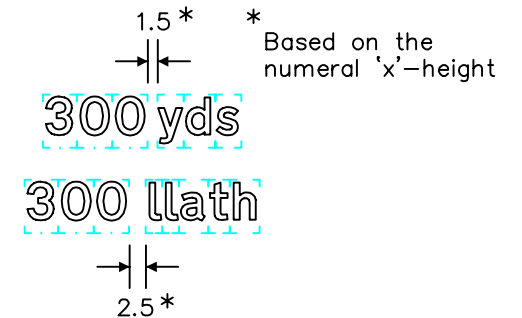 1.5*
* Based on the
numeral ‘x’–height
300 yds
300 llath
2.5*